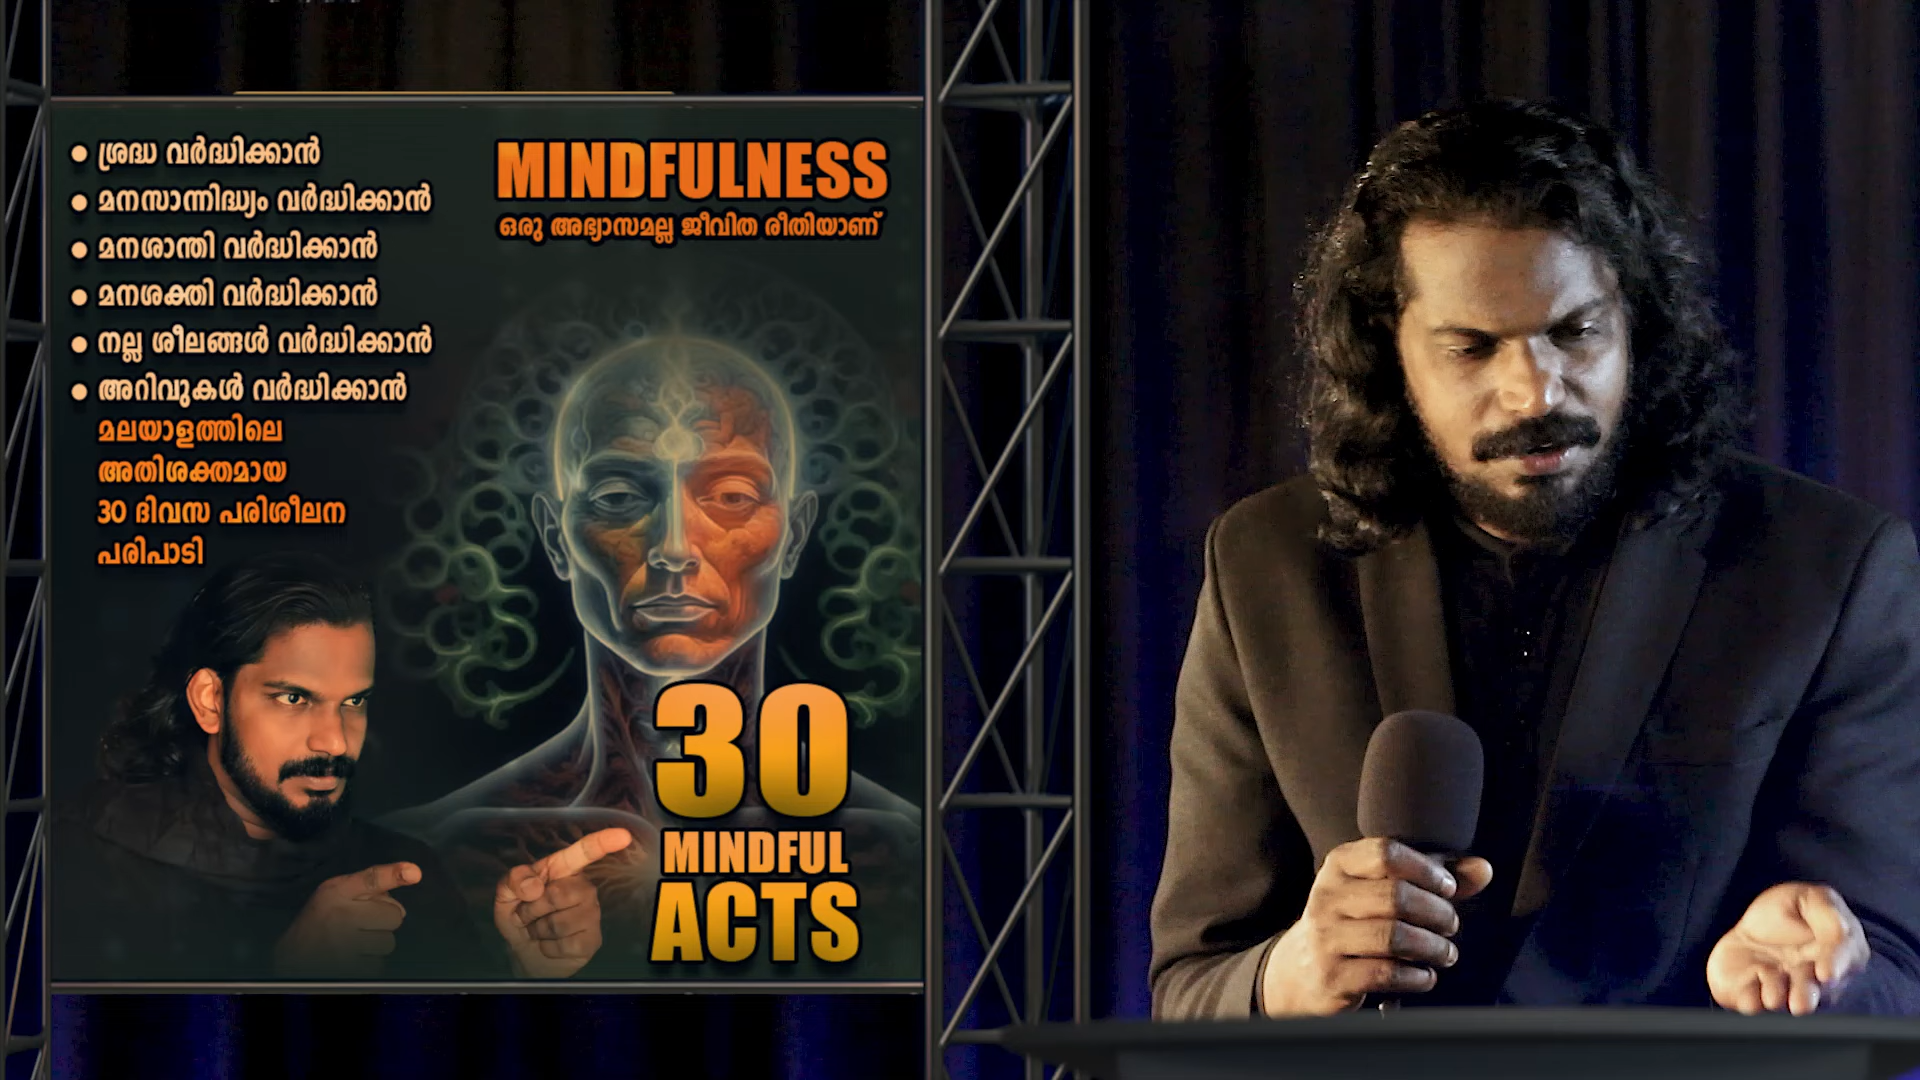 ● ശ്രദ്ധ വർദ്ധിക്കാൻ
● മനസാന്നിദ്ധ്യം വർദ്ധിക്കാൻ
● മനശാന്തി വർദ്ധിക്കാൻ
● മനശക്തി വർദ്ധിക്കാൻ
● നല്ല ശീലങ്ങൾ വർദ്ധിക്കാൻ
● അറിവുകൾ വർദ്ധിക്കാൻ
മലയാളത്തിലെ
അതിശക്തമായ
30 ദിവസ പരിശീലന
പരിപാടി
MINDFULNESS
ഒരു അഭ്യാസമല്ല ജീവിത രീതിയാണ്
30
MINDFUL
ACTS